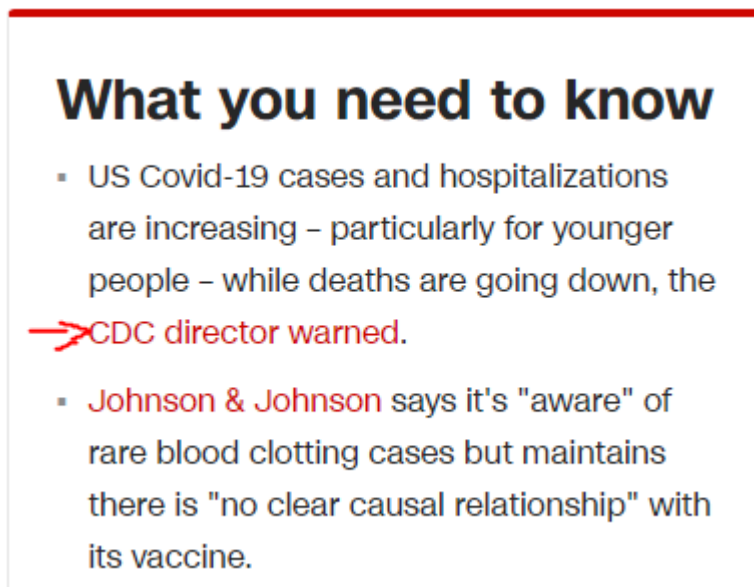 What you need to know
▪ US Covid-19 cases and hospitalizations
are increasing – particularly for younger
people – while deaths are going down, the
CDC director warned.
▪ Johnson & Johnson says it's "aware" of
rare blood clotting cases but maintains
there is "no clear causal relationship" with
its vaccine.